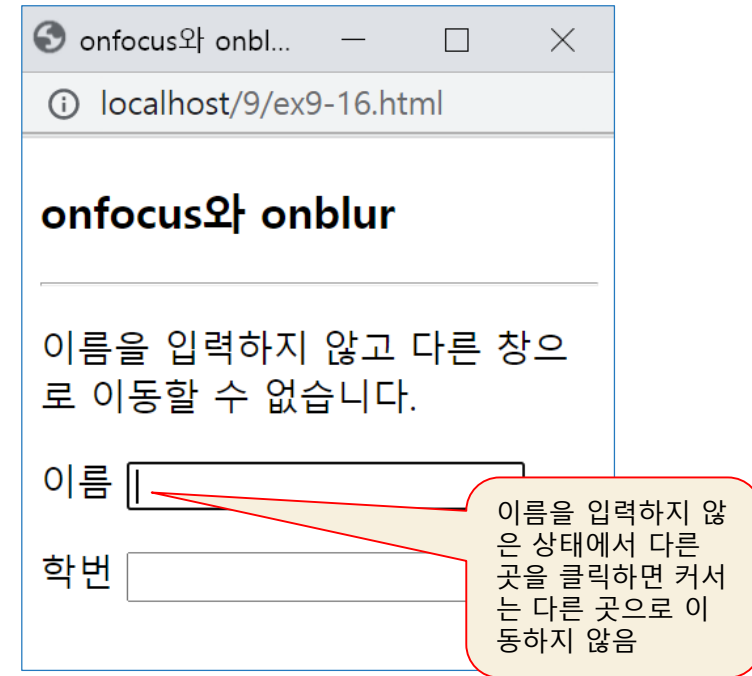 onfocus와 onbl...
localhost/9/ex9-16.html
onfocus와 onblur
이름을 입력하지 않고 다른 창으
로 이동할 수 없습니다.
이름
학번
이름을 입력하지 않
은 상태에서 다른
곳을 클릭하면 커서
는 다른 곳으로 이
동하지 않음